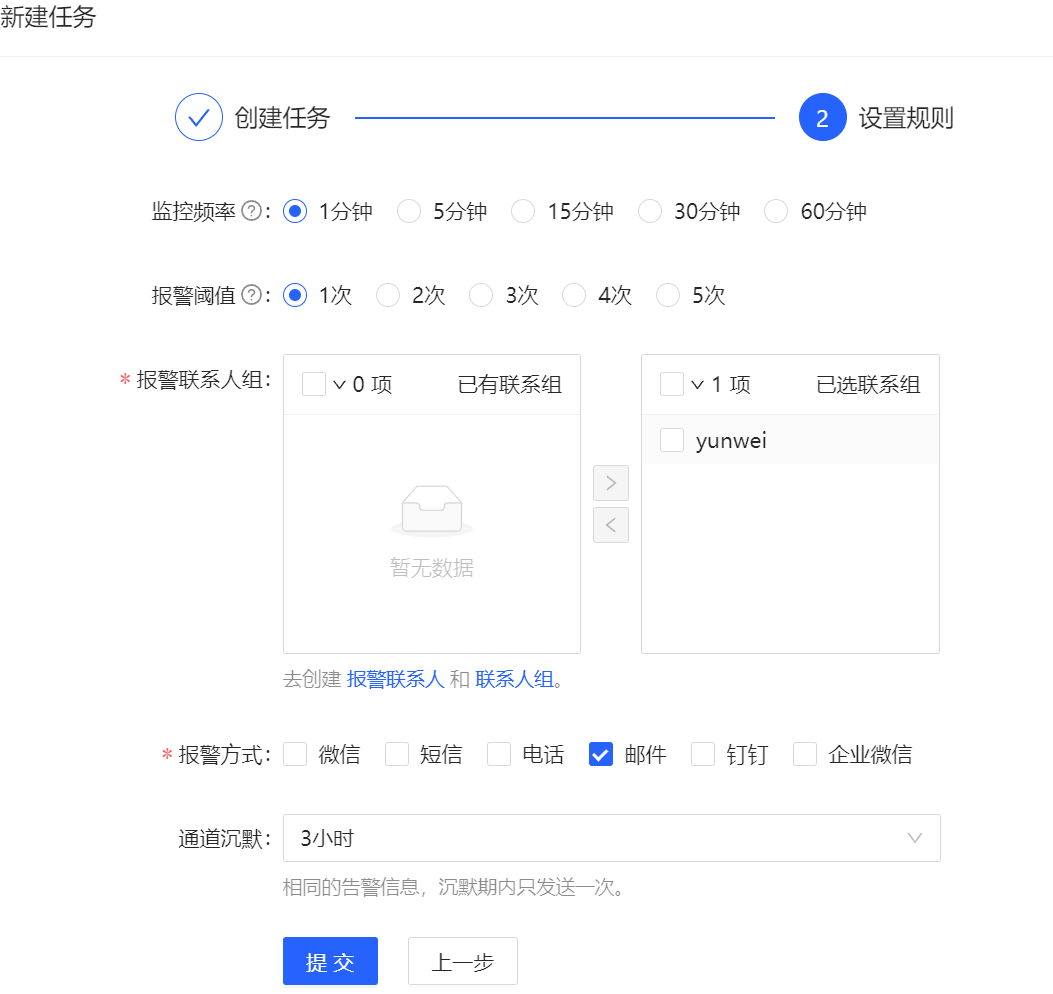 新建任务
创建任务 2 设置规则
监控频率?: 1分钟 5分钟 15分钟 30分钟 60分钟
报警阈值?: 1次 2次 3次 4次 5次
* 报警联系人组: 0 项 已有联系组 1 项 已选联系组
yunwei
暂无数据
去创建 报警联系人 和 联系人组。
* 报警方式: 微信 短信 电话 邮件 钉钉 企业微信
通道沉默: 3小时
相同的告警信息，沉默期内只发送一次。
提 交 上一步